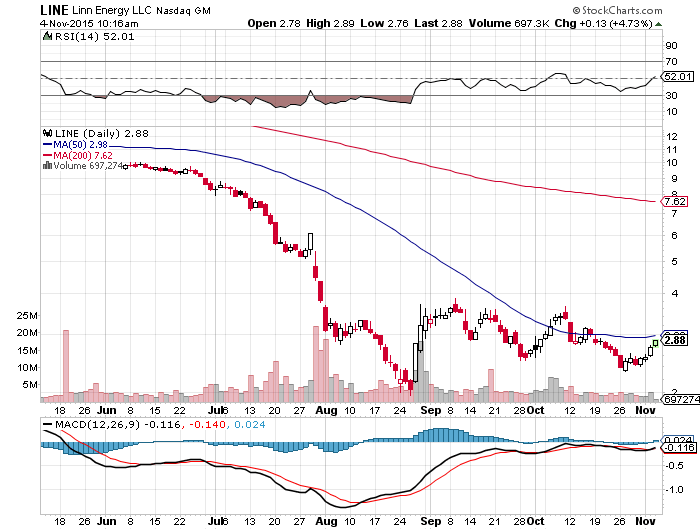 LINE Linn Energy LLC Nasdaq GM © StockCharts.com
4-Nov-2015 10:16am Open 2.78 High 2.89 Low 2.76 Last 2.88 Volume 697.3K Chg +0.13 (+4.73%)
RSI(14) 52.01
90
70
52.01
30
10
LINE (Daily) 2.88
MA(50) 2.98
MA(200) 7.62
Volume 697,274
12
11
10
9
8
7.62
7
6
5
4
2.88
2
25M
20M
15M
10M
5M
697274
18 26 Jun 8 15 22 Jul 6 13 20 27 Aug 10 17 24 Sep 8 14 21 28 Oct 12 19 26 Nov
MACD(12,26,9) -0.116, -0.140, 0.024
0.024
-0.116
-0.5
-1.0
18 26 Jun 8 15 22 Jul 6 13 20 27 Aug 10 17 24 Sep 8 14 21 28 Oct 12 19 26 Nov